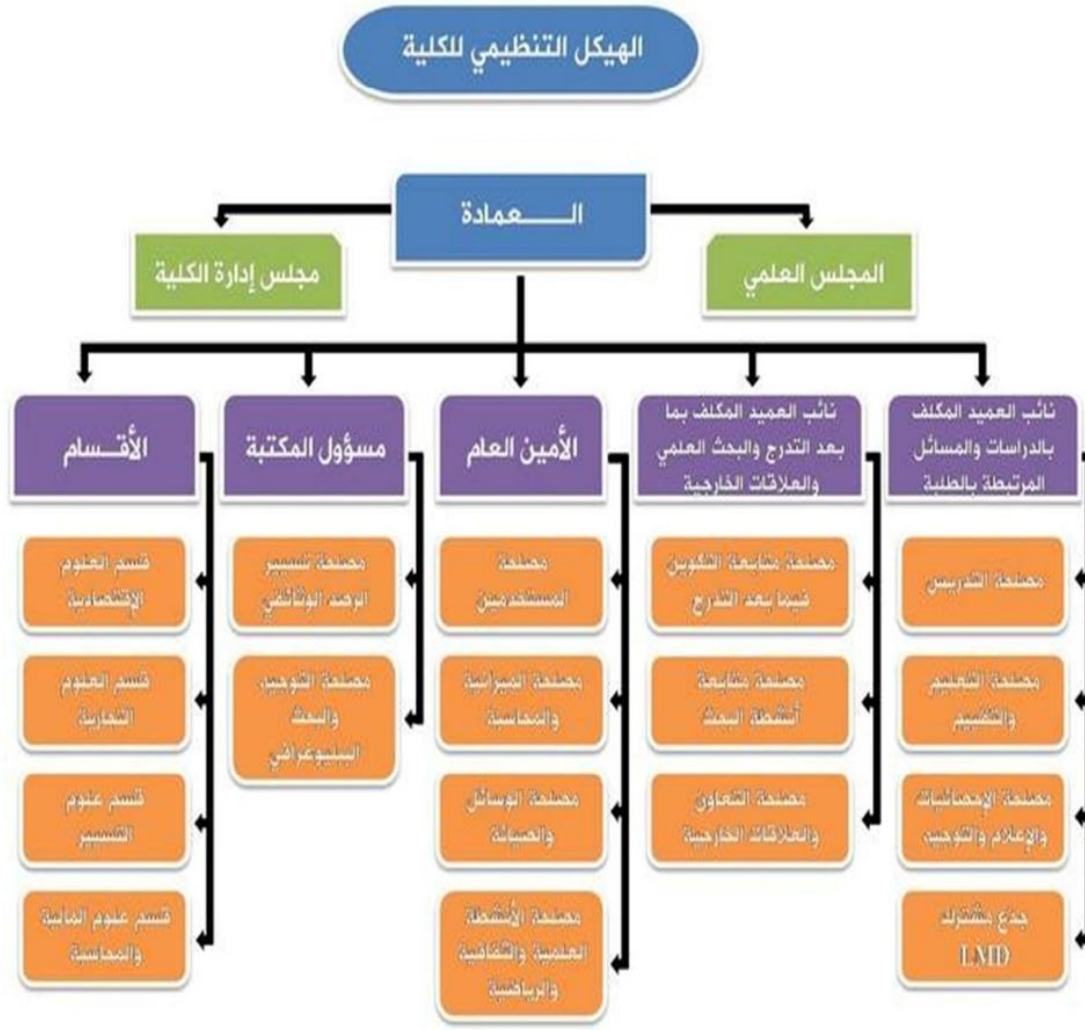 الهيكل التنظيمي للكلية
العمادة
المجلس العلمي
مجلس إدارة الكلية
نائب العميد المكلف
بالدراسات والمسائل
المرتبطة بالطلبة
نائب العميد المكلف بما
بعد التدرج والبحث العلمي
والعلاقات الخارجية
الأمين العام
مسؤول المكتبة
الأقسام
مصلحة التدريس
مصلحة التعليم
والتقييم
مصلحة الإحصائيات
والإعلام والتوجيه
جذع مشترك
LMD
مصلحة متابعة التكوين
فيما بعد التدرج
مصلحة متابعة
أنشطة البحث
مصلحة التعاون
والعلاقات الخارجية
مصلحة
المستخدمين
مصلحة الميزانية
والمحاسبة
مصلحة الوسائل
والصيانة
مصلحة الأنشطة
العلمية والثقافية
والرياضية
مصلحة تسيير
الرصيد الوثائقي
مصلحة التوجيه
والبحث
الببليوغرافي
قسم العلوم
الإقتصادية
قسم العلوم
التجارية
قسم علوم
التسيير
قسم علوم المالية
والمحاسبة